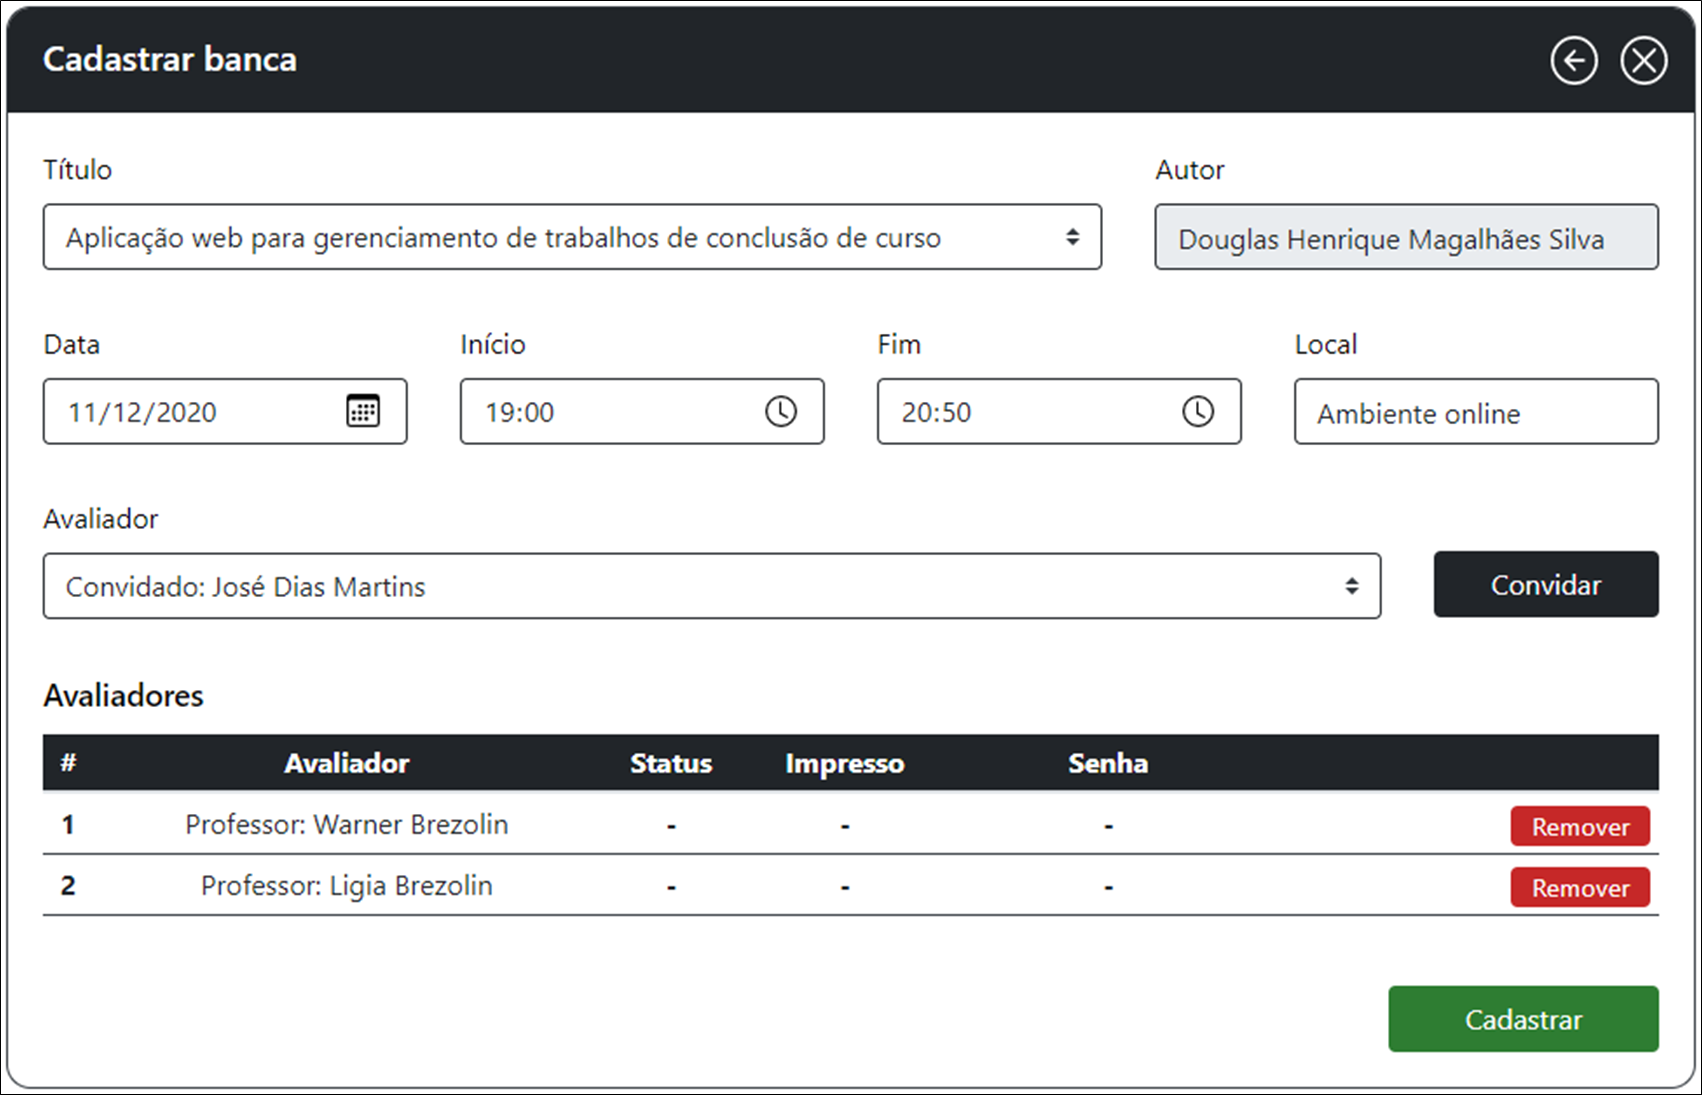 Cadastrar banca
Título Autor
Aplicação web para gerenciamento de trabalhos de conclusão de curso Douglas Henrique Magalhães Silva
Data Início Fim Local
11/12/2020 19:00 20:50 Ambiente online
Avaliador
Convidado: José Dias Martins Convidar
Avaliadores
# Avaliador Status Impresso Senha
1 Professor: Warner Brezolin - - - Remover
2 Professor: Ligia Brezolin - - - Remover
Cadastrar